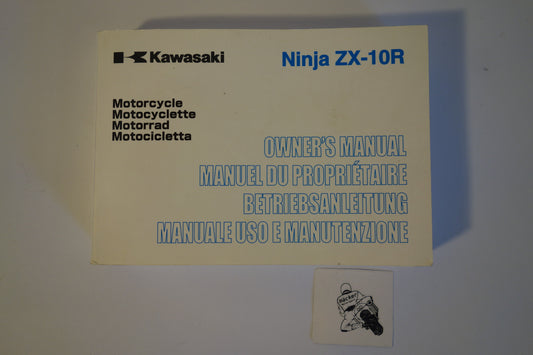 Kawasaki
Ninja ZX-10R
Motorcycle
Motocyclette
Motorrad
Motocicletta
OWNER'S MANUAL
MANUEL DU PROPRIÉTAIRE
BETRIEBSANLEITUNG
MANUALE USO E MANUTENZIONE